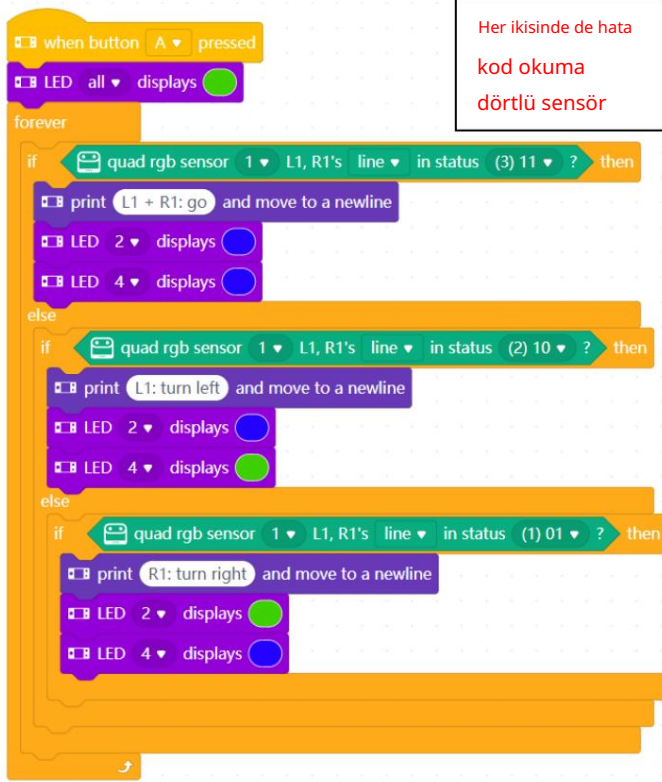 Her ikisinde de hata
kod okuma
dörtlü sensör
when button A pressed
LED all displays
forever
if quad rgb sensor 1 L1, R1's line in status (3) 11 ? then
print L1 + R1: go and move to a newline
LED 2 displays
LED 4 displays
else
if quad rgb sensor 1 L1, R1's line in status (2) 10 ? then
print L1: turn left and move to a newline
LED 2 displays
LED 4 displays
else
if quad rgb sensor 1 L1, R1's line in status (1) 01 ? then
print R1: turn right and move to a newline
LED 2 displays
LED 4 displays